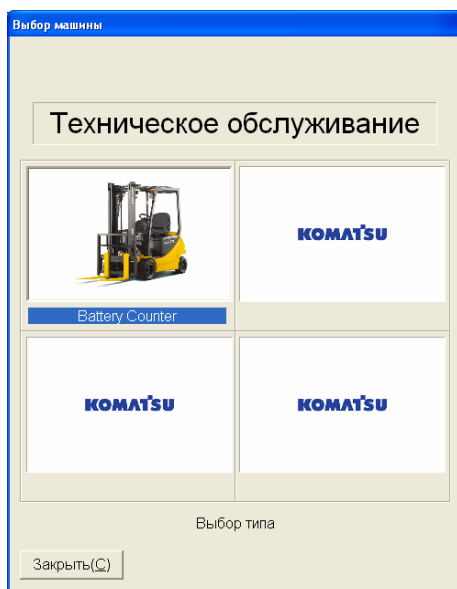 Выбор машины
Техническое обслуживание
KOMATSU
Battery Counter
KOMATSU
KOMATSU
Выбор типа
Закрыть(C)